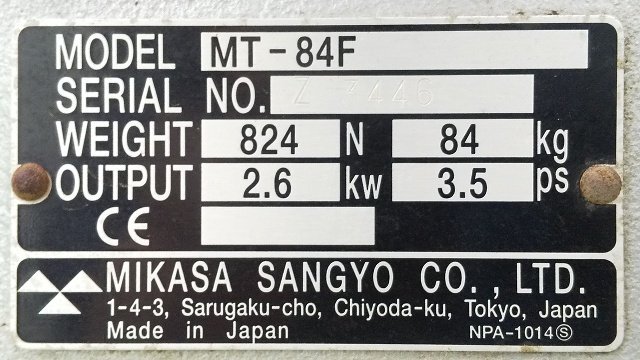 MODEL MT-84F
SERIAL NO.
WEIGHT 824 N 84 kg
OUTPUT 2.6 kw 3.5 ps
CE
MIKASA SANGYO CO., LTD.
1-4-3, Sarugaku-cho, Chiyoda-ku, Tokyo, Japan
Made in Japan NPA-1014Ⓢ